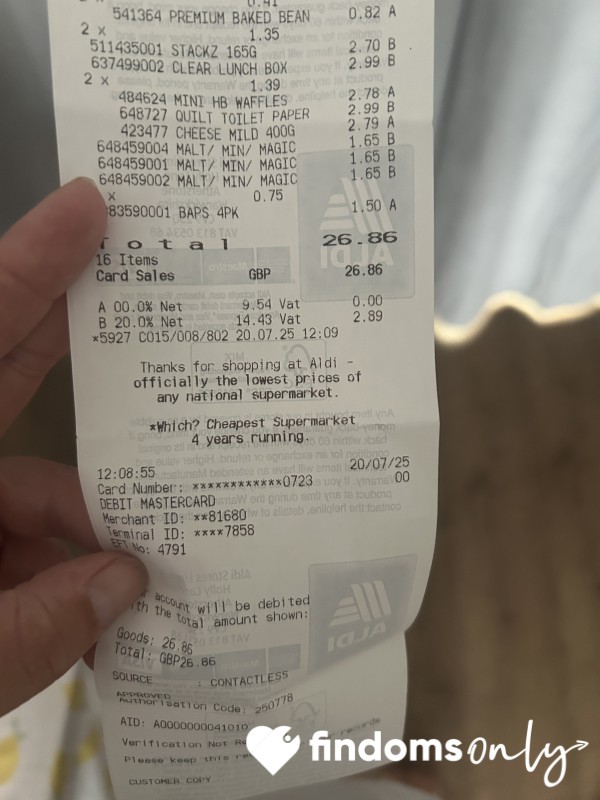 0.41
541364 PREMIUM BAKED BEAN 0.82 A
2 x 1.35
511435001 STACKZ 165G 2.70 B
637499002 CLEAR LUNCH BOX 2.99 B
2 x 1.39
484624 MINI HB WAFFLES 2.78 A
648727 QUILT TOILET PAPER 2.99 B
423477 CHEESE MILD 400G 2.79 A
648459004 MALT/ MIN/ MAGIC 1.65 B
648459001 MALT/ MIN/ MAGIC 1.65 B
648459002 MALT/ MIN/ MAGIC 1.65 B
x 0.75
83590001 BAPS 4PK 1.50 A
Total 26.86
16 Items
Card Sales GBP 26.86
A 00.0% Net 9.54 Vat 0.00
B 20.0% Net 14.43 Vat 2.89
*5927 C015/008/802 20.07.25 12:09
Thanks for shopping at Aldi -
officially the lowest prices of
any national supermarket.
*Which? Cheapest Supermarket
4 years running.
12:08:55 20/07/25
Card Number: ************0723 00
DEBIT MASTERCARD
Merchant ID: **81680
Terminal ID: ****7858
EFT No: 4791
account will be debited
with the total amount shown:
Goods: 26.86
Total: GBP26.86
SOURCE : CONTACTLESS
APPROVED
Authorisation Code: 250778
AID: A0000000041010
Verification Not
Please keep this records
CUSTOMER COPY
ALDI
ALDI
findomsonly